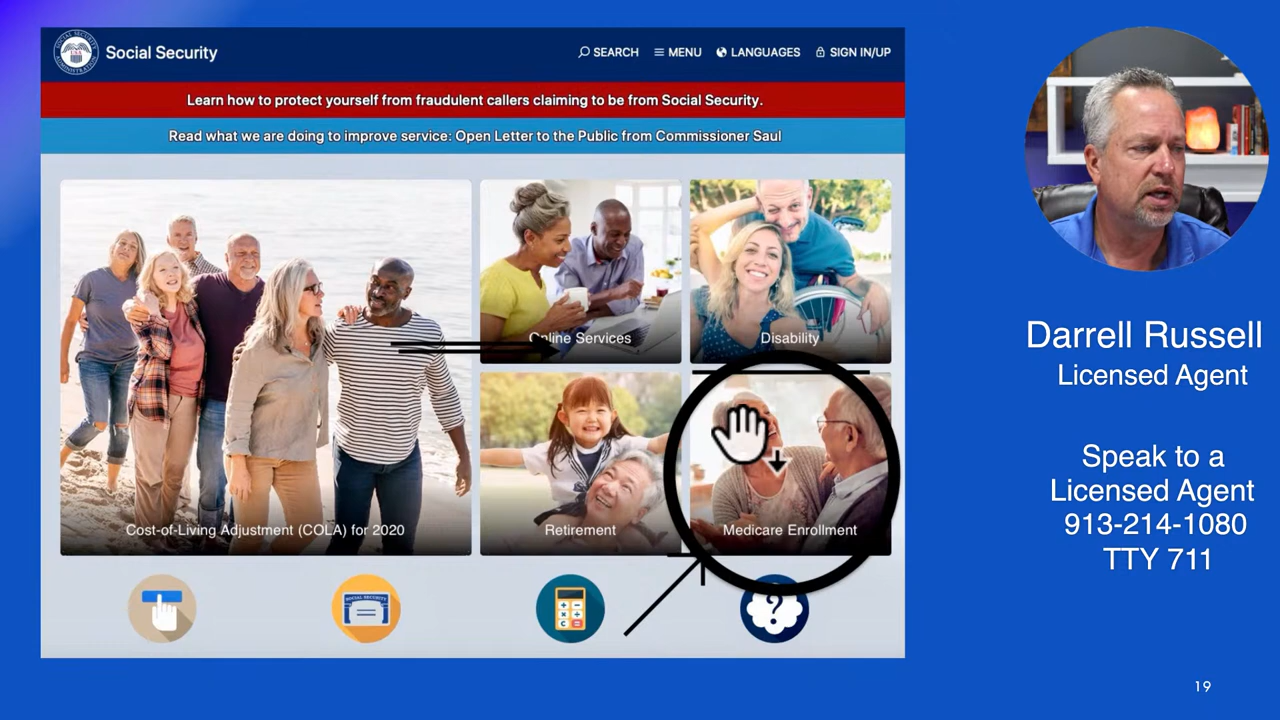 Social Security
SEARCH
MENU
LANGUAGES
SIGN IN/UP
Learn how to protect yourself from fraudulent callers claiming to be from Social Security.
Read what we are doing to improve service: Open Letter to the Public from Commissioner Saul
Online Services
Disability
Cost-of-Living Adjustment (COLA) for 2020
Retirement
Medicare Enrollment
SOCIAL SECURITY
Darrell Russell
Licensed Agent
Speak to a
Licensed Agent
913-214-1080
TTY 711
19